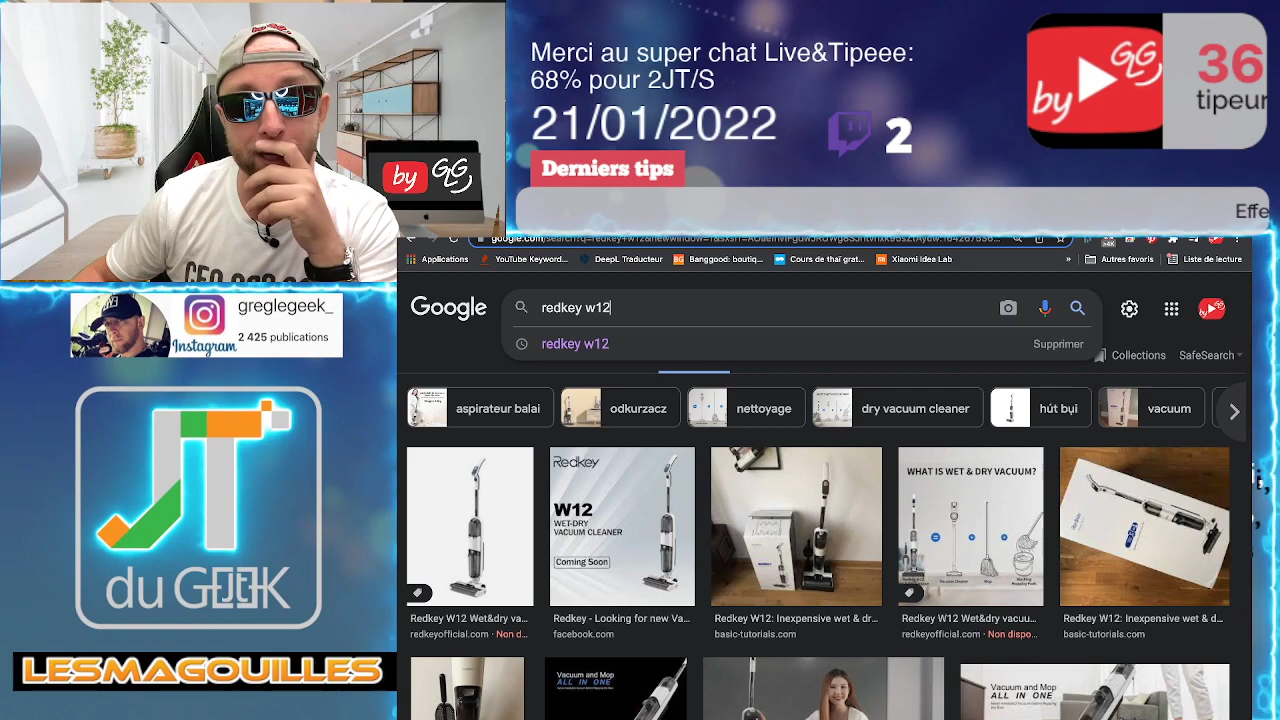 Merci au super chat Live&Tipeee:
68% pour 2JT/S
21/01/2022
2
Derniers tips
Effe
by GLG
36
tipeur
by GLG
greglegeek_
2 425 publications
Instagram
JT
du GEEK
LESMAGOUILLES
Applications
YouTube Keyword...
DeepL Traducteur
Banggood: boutiq...
Cours de thaï grat...
Xiaomi Idea Lab
»
Autres favoris
Liste de lecture
Google
redkey w12
redkey w12
Supprimer
Collections
SafeSearch
aspirateur balai
odkurzacz
nettoyage
dry vacuum cleaner
hút bụi
vacuum
Redkey
W12
WET-DRY
VACUUM CLEANER
Coming Soon
WHAT IS WET & DRY VACUUM?
Redkey W12 Wet&dry va...
redkeyofficial.com · Non d...
Redkey - Looking for new Va...
facebook.com
Redkey W12: Inexpensive wet & dr...
basic-tutorials.com
Redkey W12 Wet&dry vacuu...
redkeyofficial.com · Non dispo...
Redkey W12: Inexpensive wet & d...
basic-tutorials.com
Vacuum and Mop
ALL IN ONE
Vacuum and Mop
ALL IN ONE